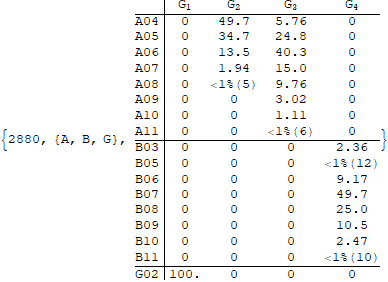 G₁ G₂ G₃ G₄
A04 0 49.7 5.76 0
A05 0 34.7 24.8 0
A06 0 13.5 40.3 0
A07 0 1.94 15.0 0
A08 0 <1%(5) 9.76 0
A09 0 0 3.02 0
A10 0 0 1.11 0
A11 0 0 <1%(6) 0
{2880, {A, B, G}, }
B03 0 0 0 2.36
B05 0 0 0 <1%(12)
B06 0 0 0 9.17
B07 0 0 0 49.7
B08 0 0 0 25.0
B09 0 0 0 10.5
B10 0 0 0 2.47
B11 0 0 0 <1%(10)
G02 100. 0 0 0